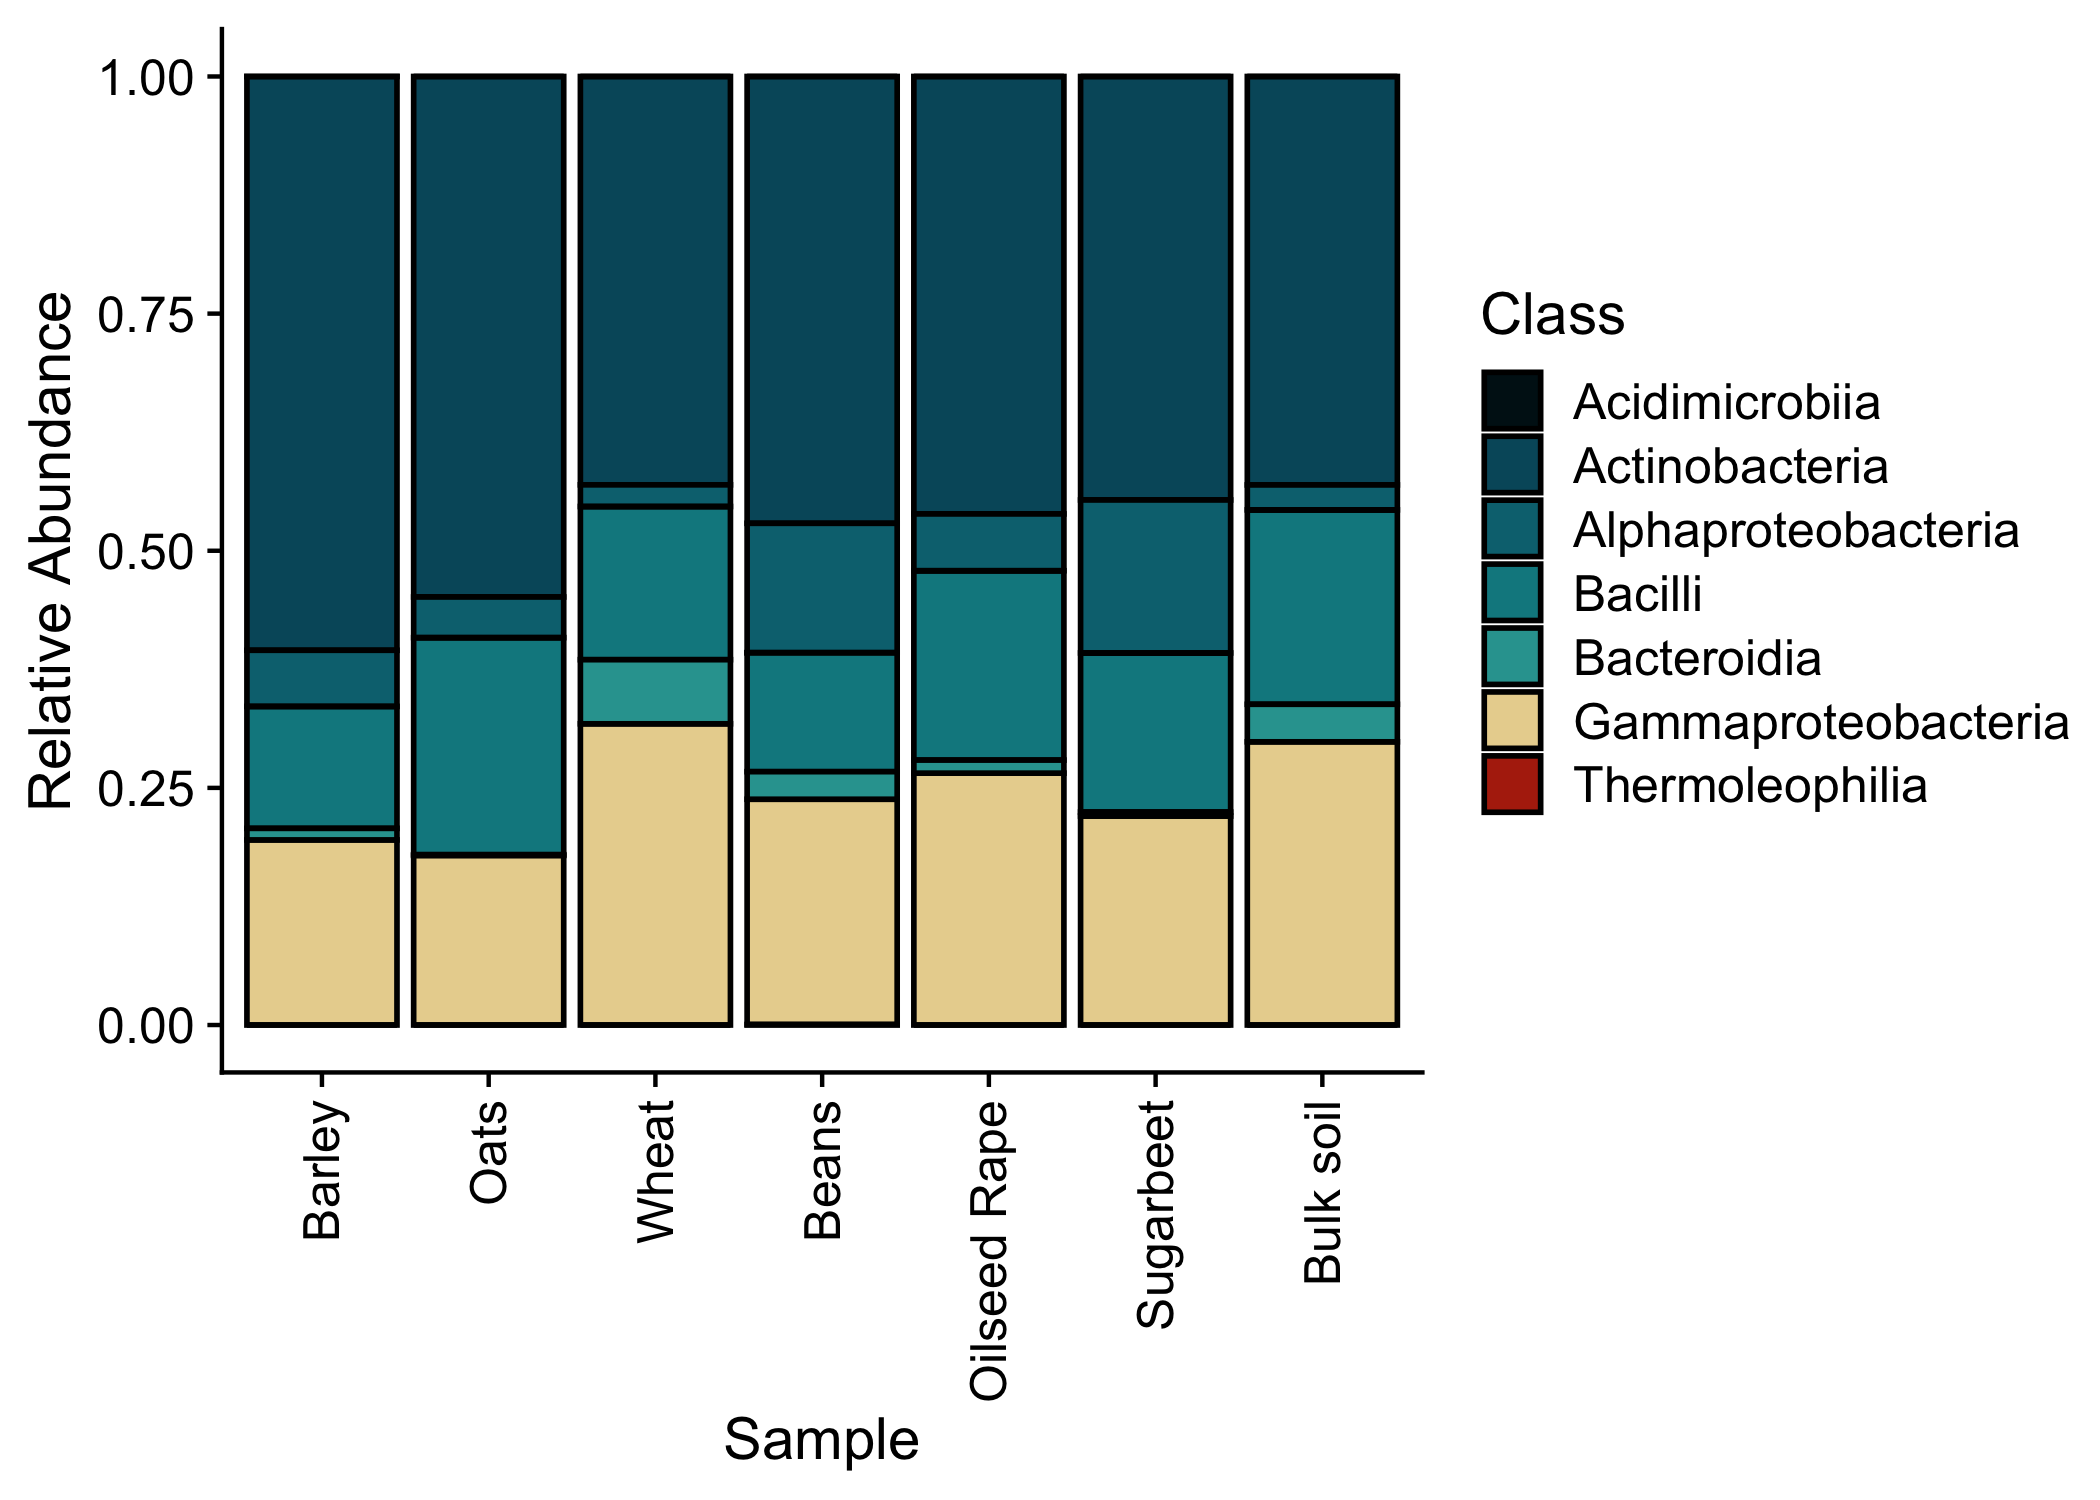 Relative Abundance
1.00
0.75
0.50
0.25
0.00
Barley
Oats
Wheat
Beans
Oilseed Rape
Sugarbeet
Bulk soil
Sample
Class
Acidimicrobiia
Actinobacteria
Alphaproteobacteria
Bacilli
Bacteroidia
Gammaproteobacteria
Thermoleophilia